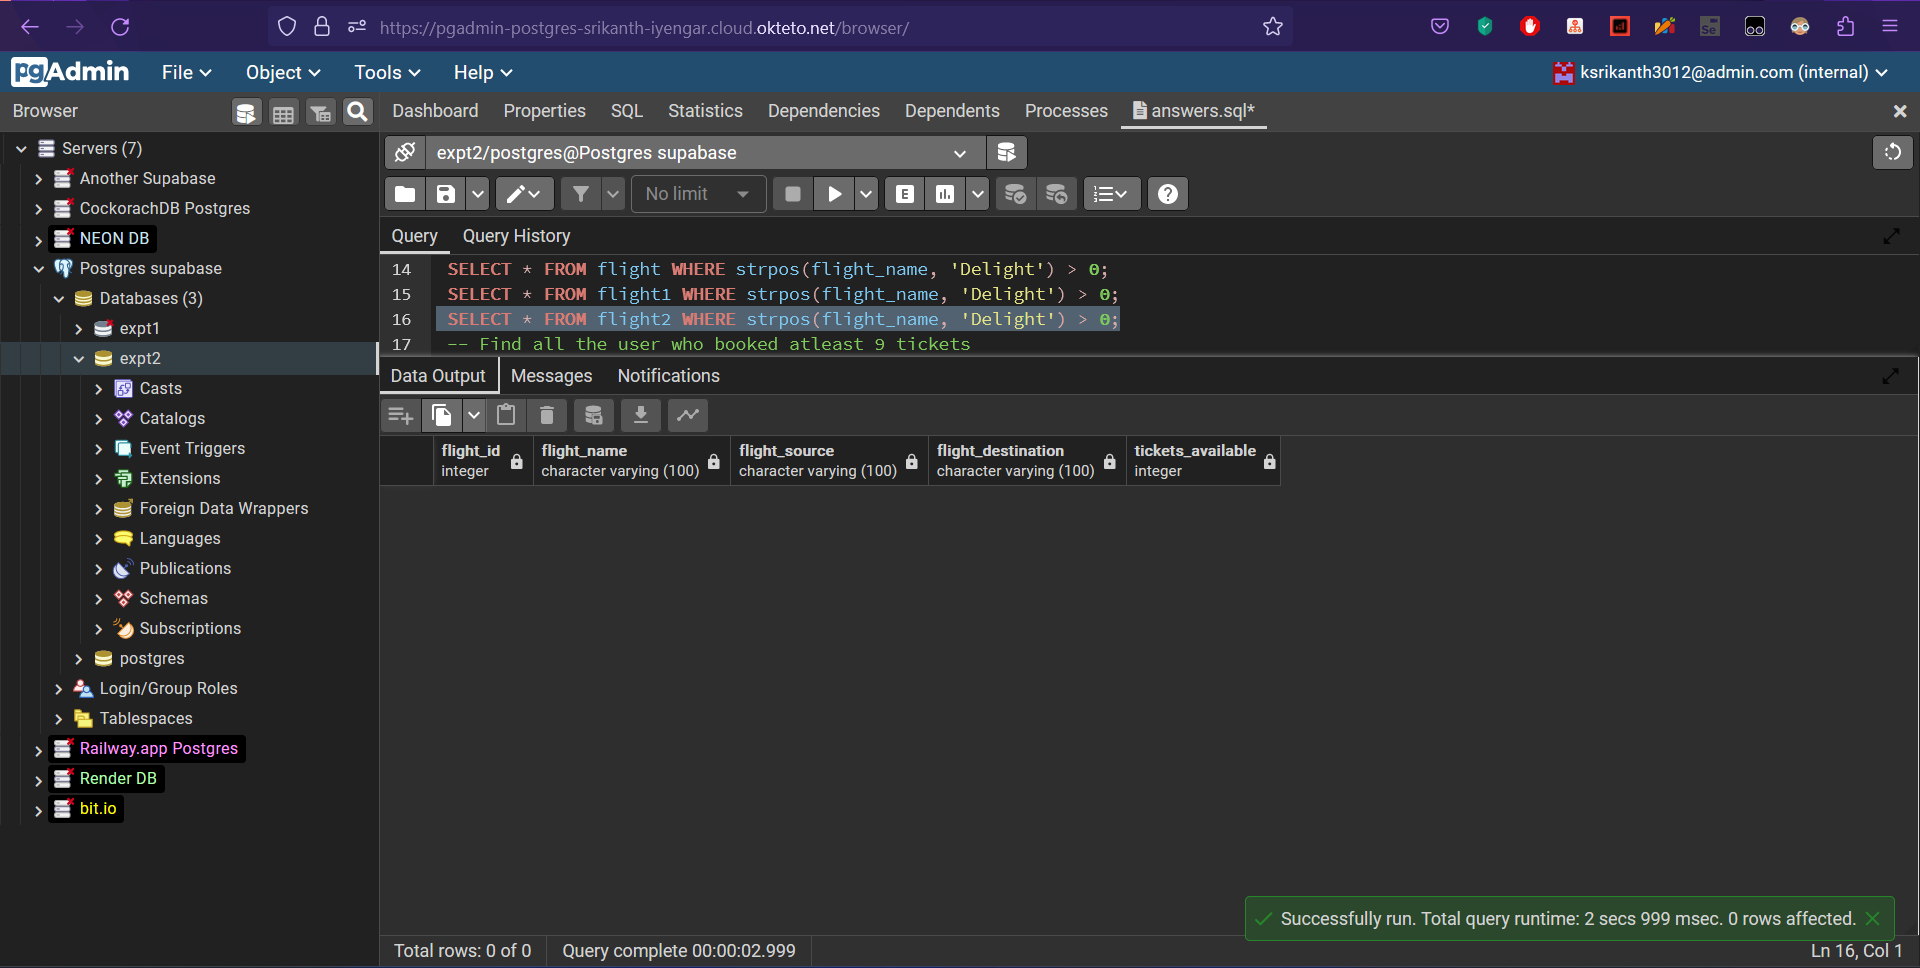 https://pgadmin-postgres-srikanth-iyengar.cloud.okteto.net/browser/
pgAdmin File Object Tools Help ksrikanth3012@admin.com (internal)
Browser
Dashboard Properties SQL Statistics Dependencies Dependents Processes answers.sql*
Servers (7)
Another Supabase
CockorachDB Postgres
NEON DB
Postgres supabase
Databases (3)
expt1
expt2
Casts
Catalogs
Event Triggers
Extensions
Foreign Data Wrappers
Languages
Publications
Schemas
Subscriptions
postgres
Login/Group Roles
Tablespaces
Railway.app Postgres
Render DB
bit.io
expt2/postgres@Postgres supabase
No limit
E
Query Query History
14 SELECT * FROM flight WHERE strpos(flight_name, 'Delight') > 0;
15 SELECT * FROM flight1 WHERE strpos(flight_name, 'Delight') > 0;
16 SELECT * FROM flight2 WHERE strpos(flight_name, 'Delight') > 0;
17 -- Find all the user who booked atleast 9 tickets
Data Output Messages Notifications
flight_id flight_name flight_source flight_destination tickets_available
integer character varying (100) character varying (100) character varying (100) integer
Successfully run. Total query runtime: 2 secs 999 msec. 0 rows affected.
Total rows: 0 of 0 Query complete 00:00:02.999 Ln 16, Col 1